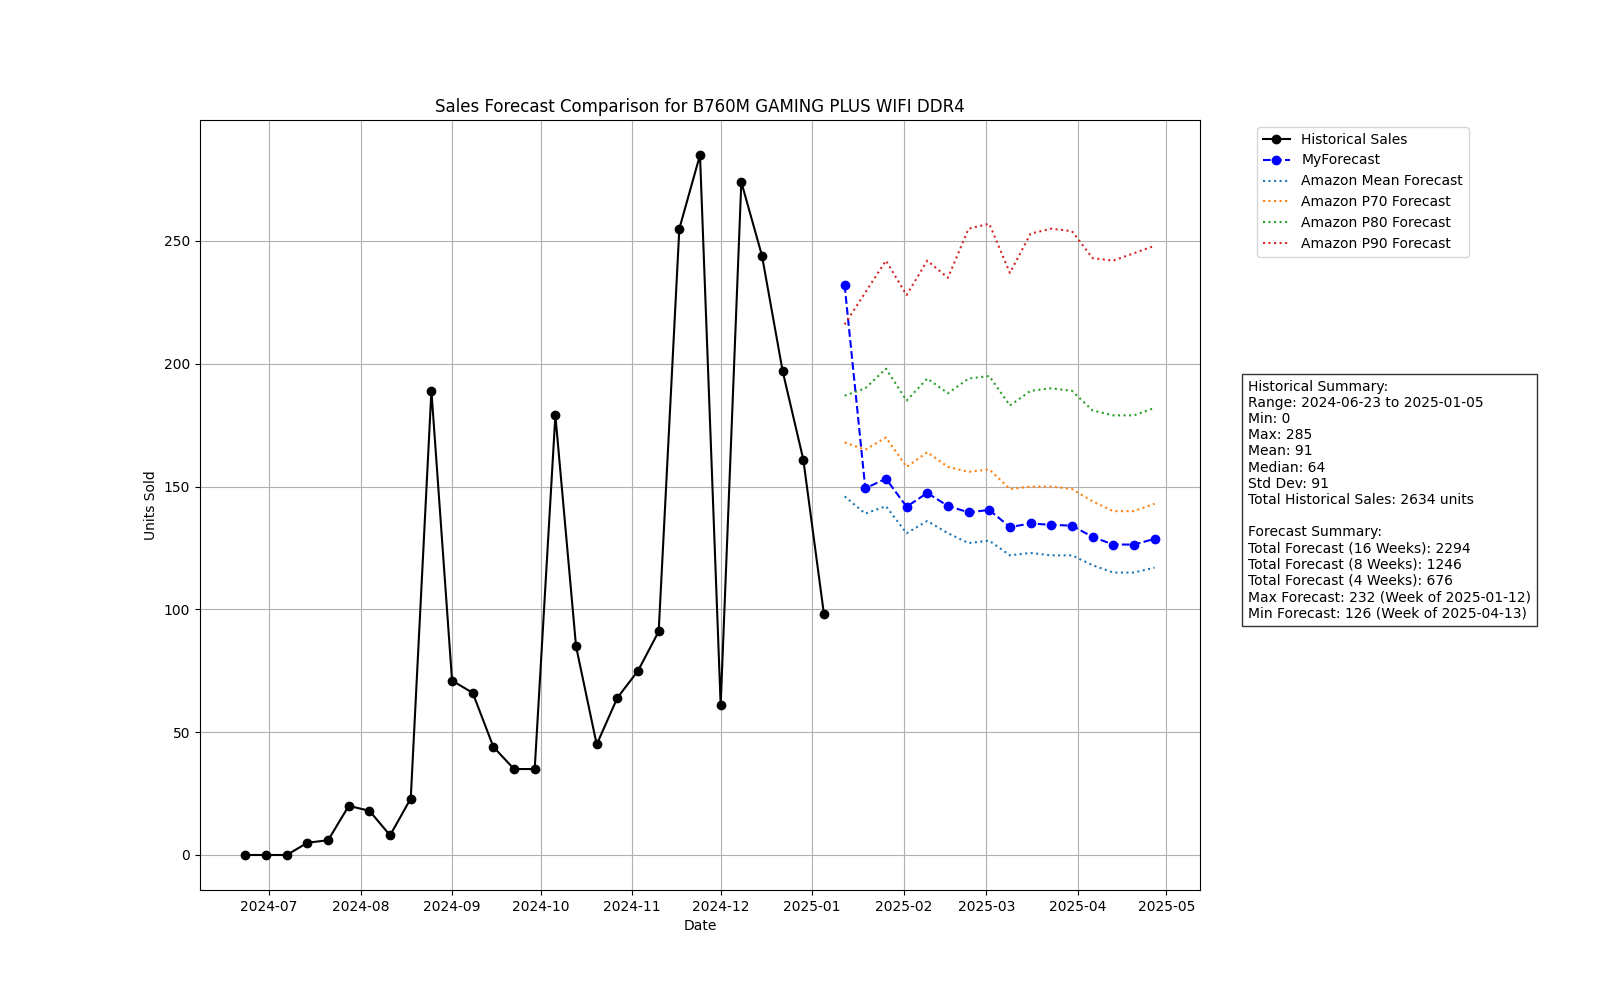 Sales Forecast Comparison for B760M GAMING PLUS WIFI DDR4
Units Sold
250
200
150
100
50
0
2024-07
2024-08
2024-09
2024-10
2024-11
2024-12
2025-01
2025-02
2025-03
2025-04
2025-05
Date
Historical Sales
MyForecast
Amazon Mean Forecast
Amazon P70 Forecast
Amazon P80 Forecast
Amazon P90 Forecast
Historical Summary:
Range: 2024-06-23 to 2025-01-05
Min: 0
Max: 285
Mean: 91
Median: 64
Std Dev: 91
Total Historical Sales: 2634 units
Forecast Summary:
Total Forecast (16 Weeks): 2294
Total Forecast (8 Weeks): 1246
Total Forecast (4 Weeks): 676
Max Forecast: 232 (Week of 2025-01-12)
Min Forecast: 126 (Week of 2025-04-13)